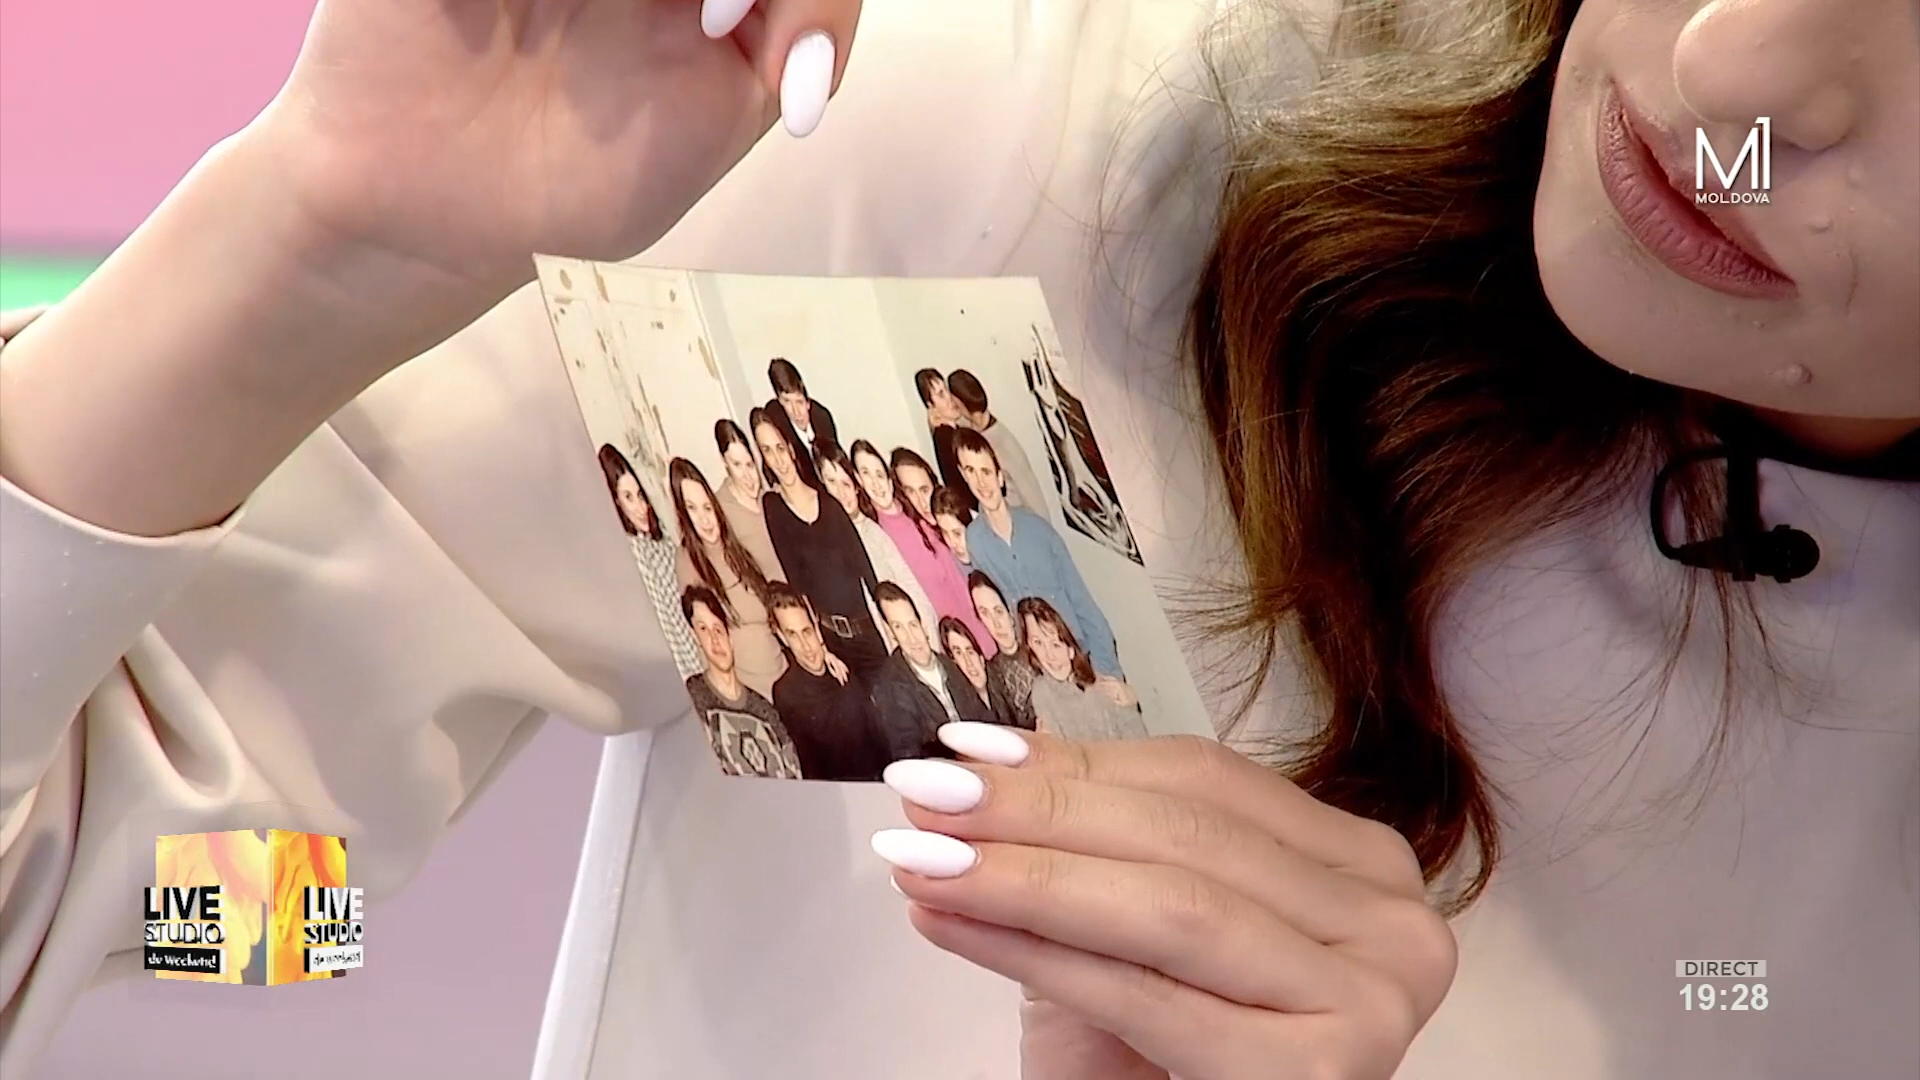 M1
MOLDOVA
LIVE
STUDIO
de Weekend
LIVE
STUDIO
de weekend
DIRECT
19:28